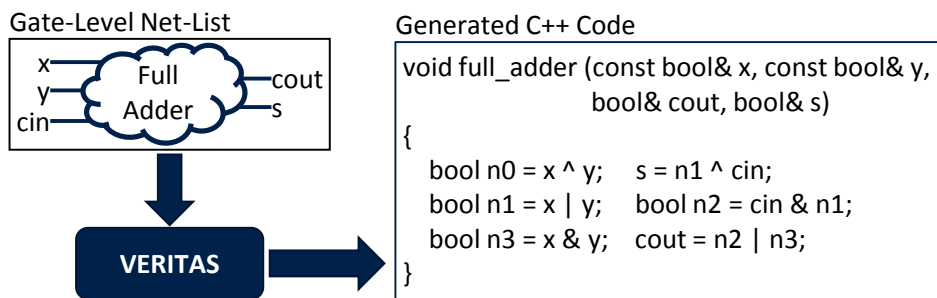 Gate-Level Net-List
x
y
cin
Full
Adder
cout
s
VERITAS
Generated C++ Code
void full_adder (const bool& x, const bool& y,
bool& cout, bool& s)
{
bool n0 = x ^ y; s = n1 ^ cin;
bool n1 = x | y; bool n2 = cin & n1;
bool n3 = x & y; cout = n2 | n3;
}